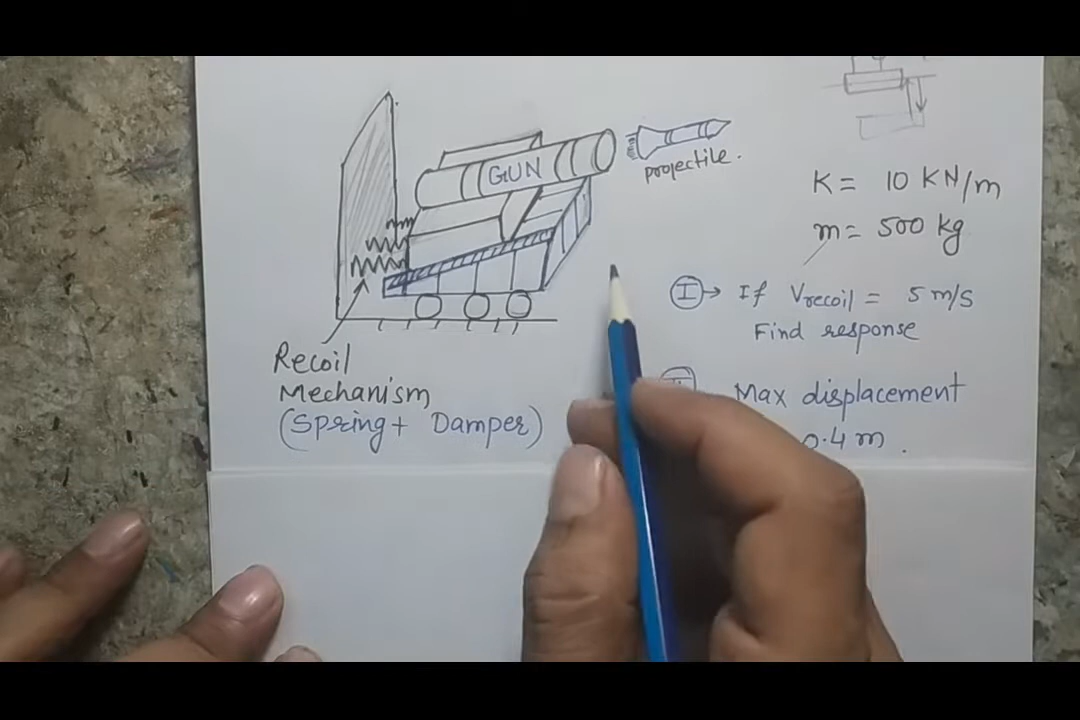 GUN
projectile.
K = 10 KN/m
m = 500 kg
I → If Vrecoil = 5 m/s
Find response
Recoil
Mechanism
(Spring + Damper)
Max displacement
0.4 m.